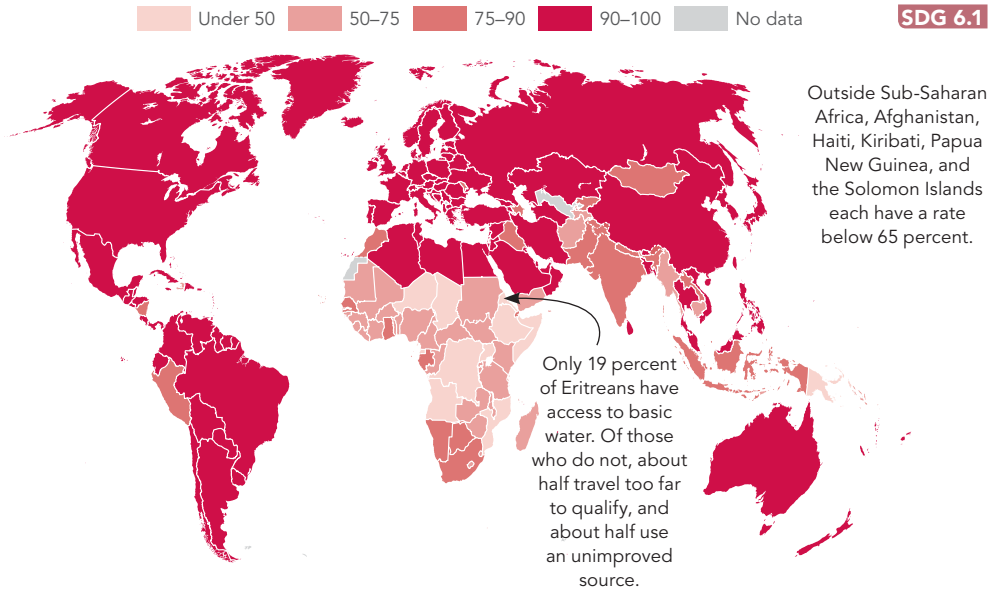 Under 50
50–75
75–90
90–100
No data
SDG 6.1
Outside Sub-Saharan
Africa, Afghanistan,
Haiti, Kiribati, Papua
New Guinea, and
the Solomon Islands
each have a rate
below 65 percent.
Only 19 percent
of Eritreans have
access to basic
water. Of those
who do not, about
half travel too far
to qualify, and
about half use
an unimproved
source.